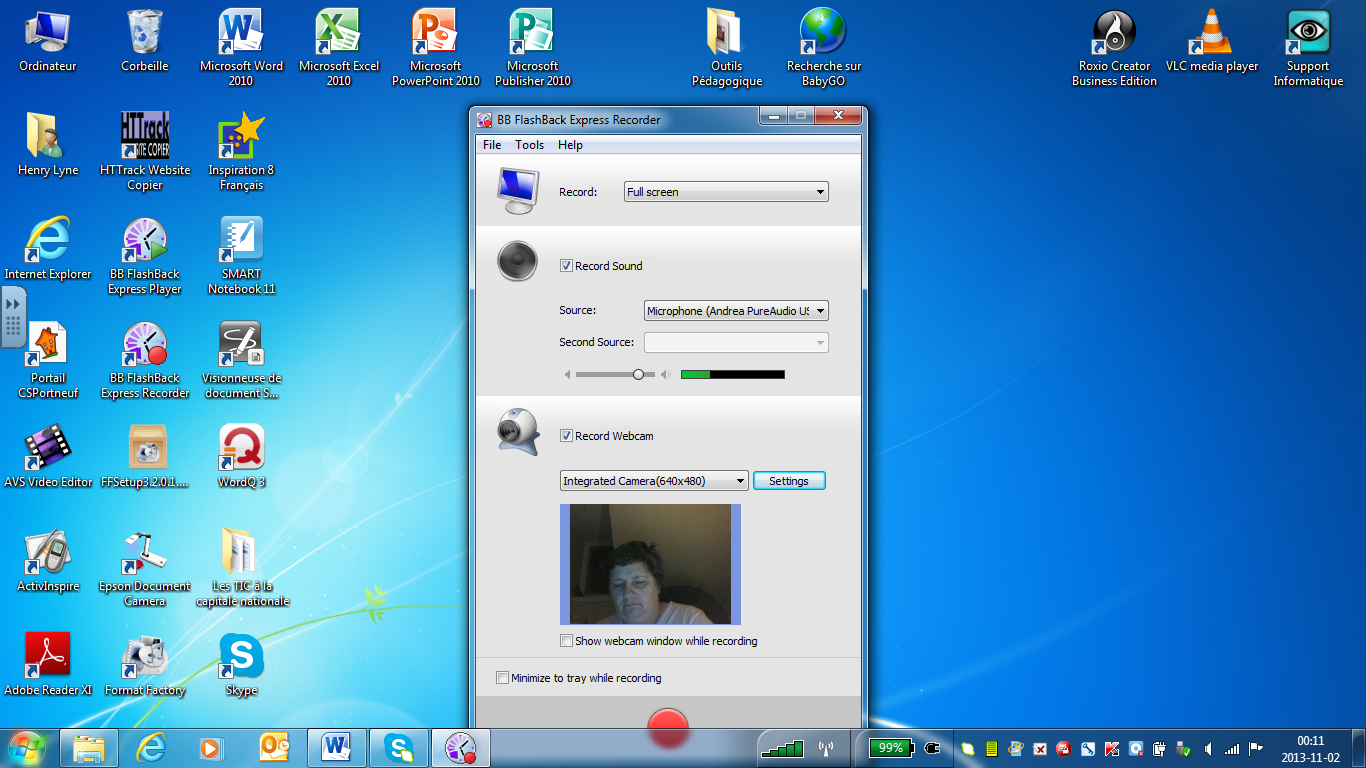 Ordinateur
Corbeille
Microsoft Word
2010
Microsoft Excel
2010
Microsoft
PowerPoint 2010
Microsoft
Publisher 2010
Outils
Pédagogique
Recherche sur
BabyGO
Roxio Creator
Business Edition
VLC media player
Support
Informatique
Henry Lyne
HTTrack
SITE COPIER
HTTrack Website
Copier
Inspiration 8
Français
Internet Explorer
BB FlashBack
Express Player
SMART
Notebook 11
Portail
CSPortneuf
BB FlashBack
Express Recorder
Visionneuse de
document S...
AVS Video Editor
FFSetup3.2.0.1....
WordQ 3
ActivInspire
Epson Document
Camera
Les TIC à la
capitale nationale
Adobe Reader XI
Format Factory
Skype
BB FlashBack Express Recorder
File Tools Help
Record: Full screen
Record Sound
Source: Microphone (Andrea PureAudio US
Second Source:
Record Webcam
Integrated Camera(640x480) Settings
Show webcam window while recording
Minimize to tray while recording
99%
00:11
2013-11-02